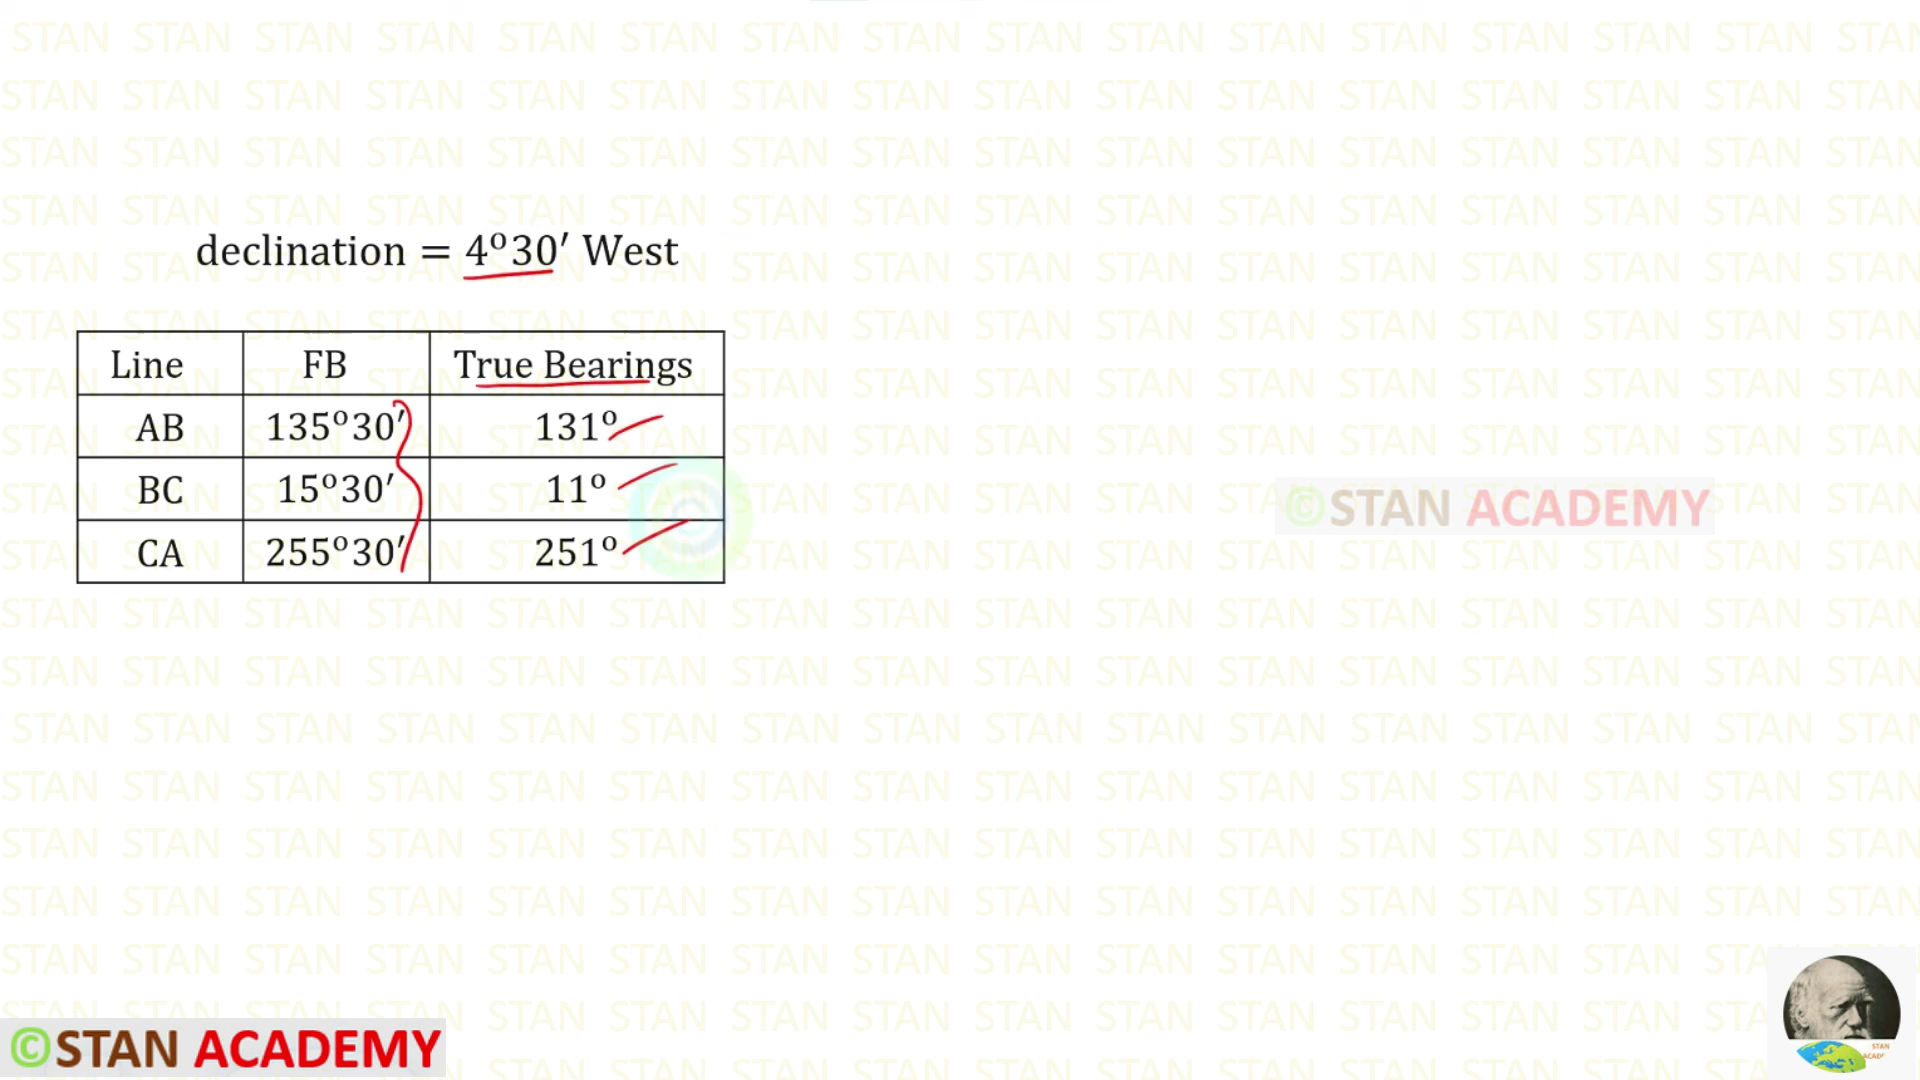 declination = 4°30′ West
Line FB True Bearings
AB 135°30′ 131°
BC 15°30′ 11°
CA 255°30′ 251°
©STAN ACADEMY
©STAN ACADEMY
STAN